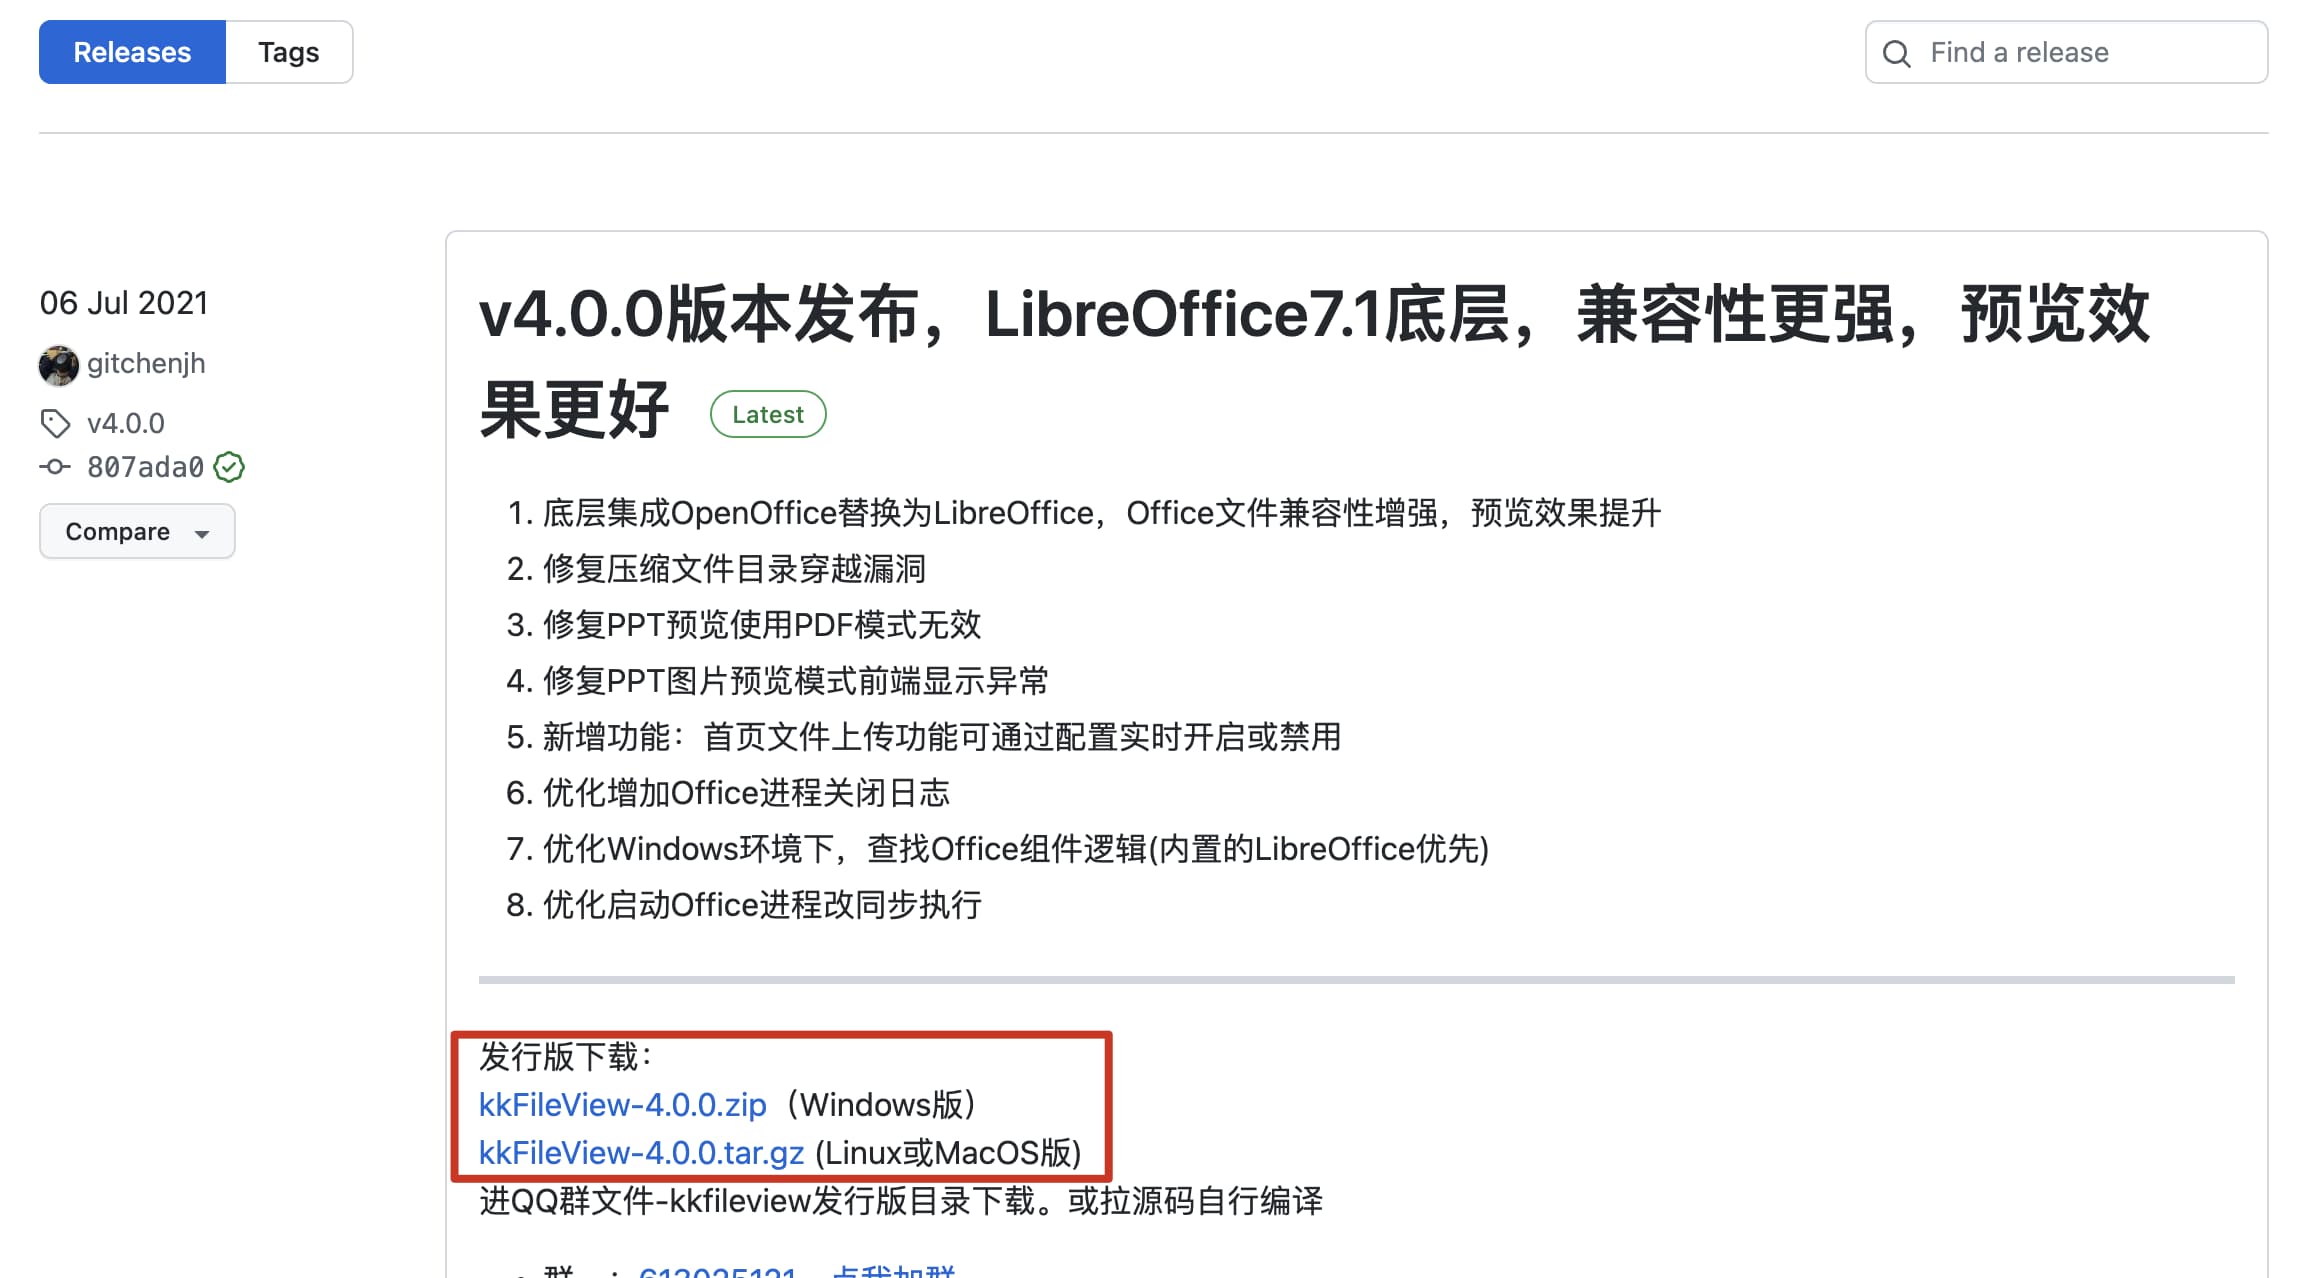 Releases
Tags
Find a release
06 Jul 2021
gitchenjh
v4.0.0
807ada0
Compare
v4.0.0版本发布，LibreOffice7.1底层，兼容性更强，预览效
果更好 Latest
1. 底层集成OpenOffice替换为LibreOffice，Office文件兼容性增强，预览效果提升
2. 修复压缩文件目录穿越漏洞
3. 修复PPT预览使用PDF模式无效
4. 修复PPT图片预览模式前端显示异常
5. 新增功能：首页文件上传功能可通过配置实时开启或禁用
6. 优化增加Office进程关闭日志
7. 优化Windows环境下，查找Office组件逻辑(内置的LibreOffice优先)
8. 优化启动Office进程改同步执行
发行版下载：
kkFileView-4.0.0.zip（Windows版）
kkFileView-4.0.0.tar.gz (Linux或MacOS版)
进QQ群文件-kkfileview发行版目录下载。或拉源码自行编译
群一：613025121 点我加群